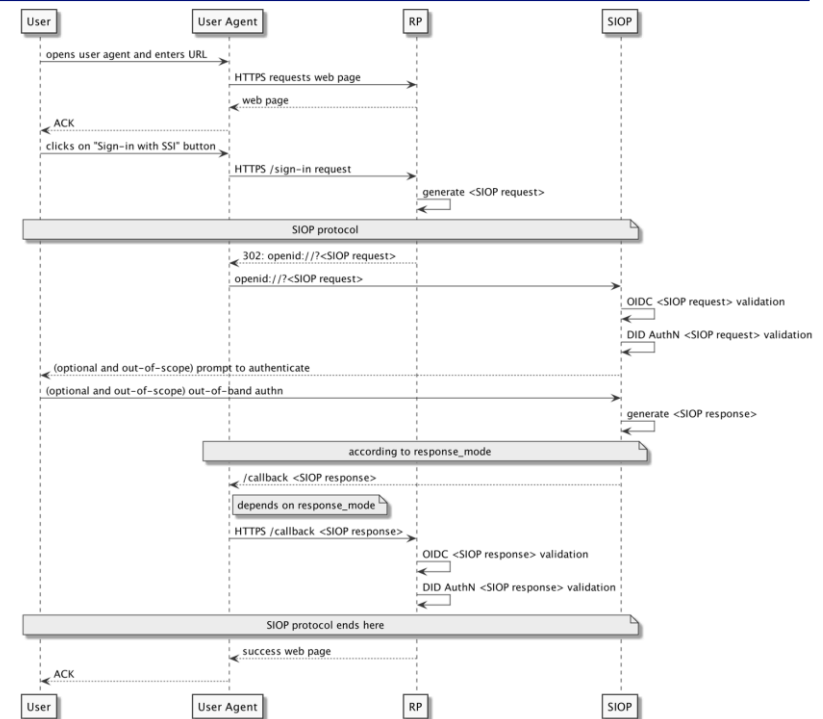 User
User Agent
RP
SIOP
opens user agent and enters URL
HTTPS requests web page
web page
ACK
clicks on "Sign-in with SSI" button
HTTPS /sign-in request
generate <SIOP request>
SIOP protocol
302: openid://?<SIOP request>
openid://?<SIOP request>
OIDC <SIOP request> validation
DID AuthN <SIOP request> validation
(optional and out-of-scope) prompt to authenticate
(optional and out-of-scope) out-of-band authn
generate <SIOP response>
according to response_mode
/callback <SIOP response>
depends on response_mode
HTTPS /callback <SIOP response>
OIDC <SIOP response> validation
DID AuthN <SIOP response> validation
SIOP protocol ends here
success web page
ACK
User
User Agent
RP
SIOP